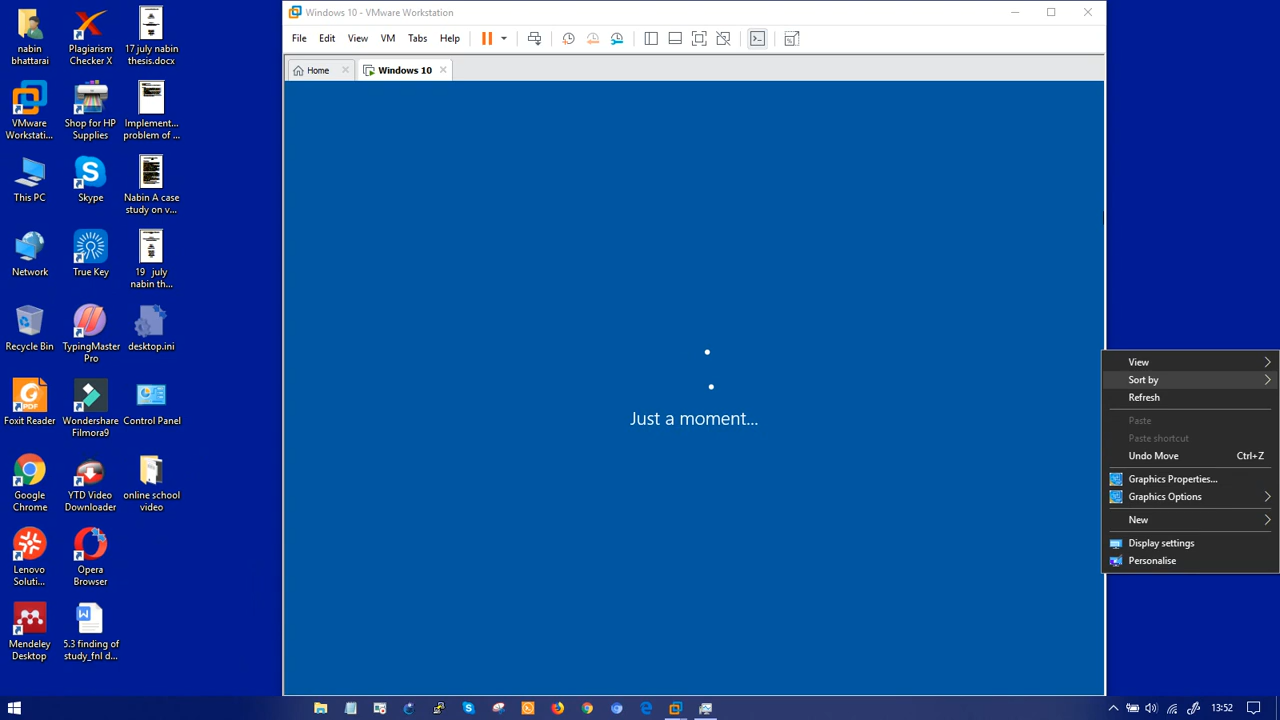 nabin
bhattarai
Plagiarism
Checker X
17 july nabin
thesis.docx
VMware
Workstati...
Shop for HP
Supplies
Implement...
problem of ...
This PC
Skype
Nabin A case
study on v...
Network
True Key
19   july
nabin th...
Recycle Bin
TypingMaster
Pro
desktop.ini
Foxit Reader
Wondershare
Filmora9
Control Panel
Google
Chrome
YTD Video
Downloader
online school
video
Lenovo
Soluti...
Opera
Browser
Mendeley
Desktop
5.3 finding of
study_fnl d...
Windows 10 - VMware Workstation
File Edit View VM Tabs Help
Home Windows 10
Just a moment...
View
Sort by
Refresh
Paste
Paste shortcut
Undo Move Ctrl+Z
Graphics Properties...
Graphics Options
New
Display settings
Personalise
13:52